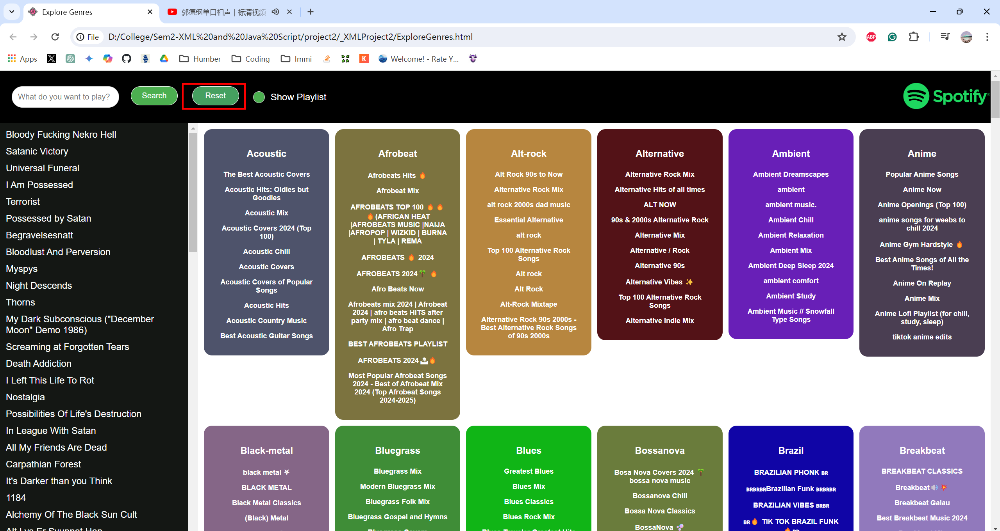 Explore Genres
郭德纲单口相声 | 标清视频
File
D:/College/Sem2-XML%20and%20Java%20Script/project2/_XMLProject2/ExploreGenres.html
ABP
Apps
Humber
Coding
Immi
K
Welcome! - Rate Y...
What do you want to play?
Search
Reset
Show Playlist
Spotify®
Bloody Fucking Nekro Hell
Satanic Victory
Universal Funeral
I Am Possessed
Terrorist
Possessed by Satan
Begravelsesnatt
Bloodlust And Perversion
Myspys
Night Descends
Thorns
My Dark Subconscious ("December
Moon" Demo 1986)
Screaming at Forgotten Tears
Death Addiction
I Left This Life To Rot
Nostalgia
Possibilities Of Life's Destruction
In League With Satan
All My Friends Are Dead
Carpathian Forest
It's Darker than you Think
1184
Alchemy Of The Black Sun Cult
Acoustic
The Best Acoustic Covers
Acoustic Hits: Oldies but
Goodies
Acoustic Mix
Acoustic Covers 2024 (Top
100)
Acoustic Chill
Acoustic Covers
Acoustic Covers of Popular
Songs
Acoustic Hits
Acoustic Country Music
Best Acoustic Guitar Songs
Afrobeat
Afrobeats Hits 🔥
Afrobeat Mix
AFROBEATS TOP 100 🔥 🔥
🔥(AFRICAN HEAT
|AFROBEATS MUSIC |NAIJA
|AFROPOP | WIZKID | BURNA
| TYLA | REMA
AFROBEATS 🔥 2024
AFROBEATS 2024🌴 🔥
Afro Beats Now
Afrobeats mix 2024 | Afrobeat
2024 | afro beats HITS after
party mix | afro beat dance |
Afro Trap
BEST AFROBEATS PLAYLIST
AFROBEATS 2024🕹🔥
Most Popular Afrobeat Songs
2024 - Best of Afrobeat Mix
2024 (Top Afrobeat Songs
2024-2025)
Alt-rock
Alt Rock 90s to Now
Alternative Rock Mix
alt rock 2000s dad music
Essential Alternative
alt rock
Top 100 Alternative Rock
Songs
Alt rock
Alt Rock
Alt-Rock Mixtape
Alternative Rock 90s 2000s -
Best Alternative Rock Songs
of 90s 2000s
Alternative
Alternative Rock Mix
Alternative Hits of all times
ALT NOW
90s & 2000s Alternative Rock
Alternative Mix
Alternative / Rock
Alternative 90s
Alternative Vibes ✨
Top 100 Alternative Rock
Songs
Alternative Indie Mix
Ambient
Ambient Dreamscapes
ambient
ambient music.
Ambient Chill
Ambient Relaxation
Ambient Mix
Ambient Deep Sleep 2024
ambient comfort
Ambient Study
Ambient Music // Snowfall
Type Songs
Anime
Popular Anime Songs
Anime Now
Anime Openings (Top 100)
anime songs for weebs to
chill 2024
Anime Gym Hardstyle 🔥
Best Anime Songs of All the
Times!
Anime On Replay
Anime Mix
Anime Lofi Playlist (for chill,
study, sleep)
tiktok anime edits
Black-metal
black metal ⛧
BLACK METAL
Black Metal Classics
(Black) Metal
Bluegrass
Bluegrass Mix
Modern Bluegrass Mix
Bluegrass Folk Mix
Bluegrass Gospel and Hymns
Blues
Greatest Blues
Blues Mix
Blues Classics
Blues Rock Mix
Bossanova
Bosa Nova Covers 2024 🌴
bossa nova music
Bossanova Chill
Bossa Nova Classics
BossaNova 🫧
Brazil
BRAZILIAN PHONK 🇧🇷
🇧🇷🇧🇷🇧🇷Brazilian Funk 🇧🇷🇧🇷🇧🇷
BRAZILIAN VIBES 🇧🇷🇧🇷
🇧🇷🔥 TIK TOK BRAZIL FUNK
🔥 🇧🇷
Breakbeat
BREAKBEAT CLASSICS
Breakbeat🔊 💥
Breakbeat Galau
Best Breakbeat Music 2024